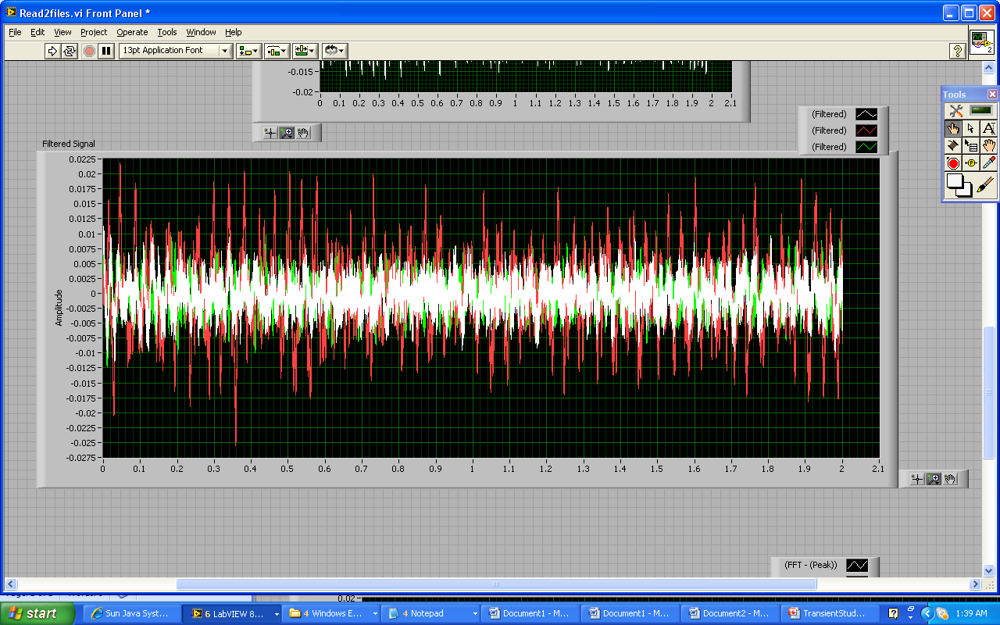 Read2files.vi Front Panel *
File Edit View Project Operate Tools Window Help
13pt Application Font
2
-0.015
-0.02
0 0.1 0.2 0.3 0.4 0.5 0.6 0.7 0.8 0.9 1 1.1 1.2 1.3 1.4 1.5 1.6 1.7 1.8 1.9 2 2.1
Tools
(Filtered)
(Filtered)
(Filtered)
Filtered Signal
Amplitude
0.0225
0.02
0.0175
0.015
0.0125
0.01
0.0075
0.005
0.0025
0
-0.0025
-0.005
-0.0075
-0.01
-0.0125
-0.015
-0.0175
-0.02
-0.0225
-0.025
-0.0275
0 0.1 0.2 0.3 0.4 0.5 0.6 0.7 0.8 0.9 1 1.1 1.2 1.3 1.4 1.5 1.6 1.7 1.8 1.9 2 2.1
(FFT - (Peak))
0.02
start Sun Java Syst... 6 LabVIEW 8... 4 Windows E... 4 Notepad Document1 - M... Document1 - M... Document2 - M... TransientStud... 1:39 AM